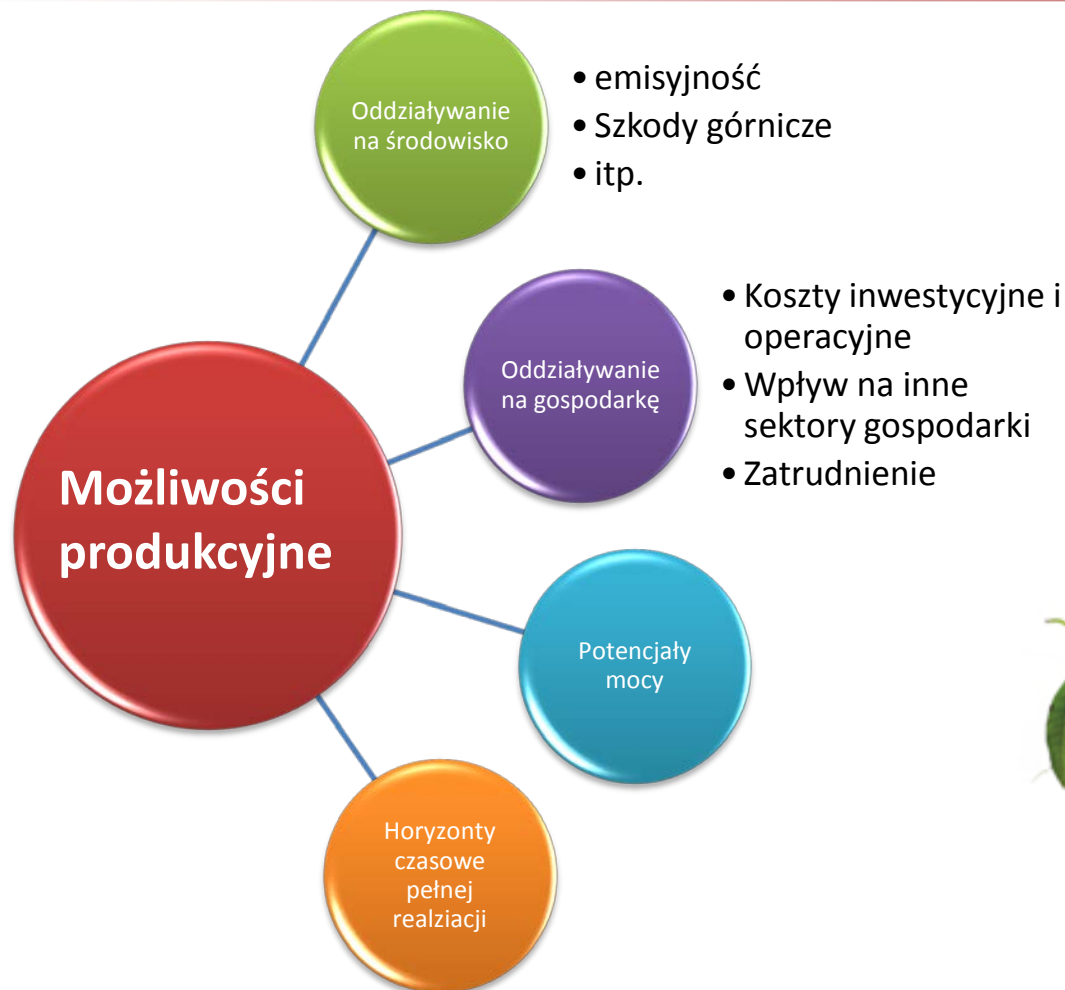 Oddziaływanie
na środowisko
• emisyjność
• Szkody górnicze
• itp.
Oddziaływanie
na gospodarkę
• Koszty inwestycyjne i
operacyjne
• Wpływ na inne
sektory gospodarki
• Zatrudnienie
Możliwości
produkcyjne
Potencjały
mocy
Horyzonty
czasowe
pełnej
realziacji